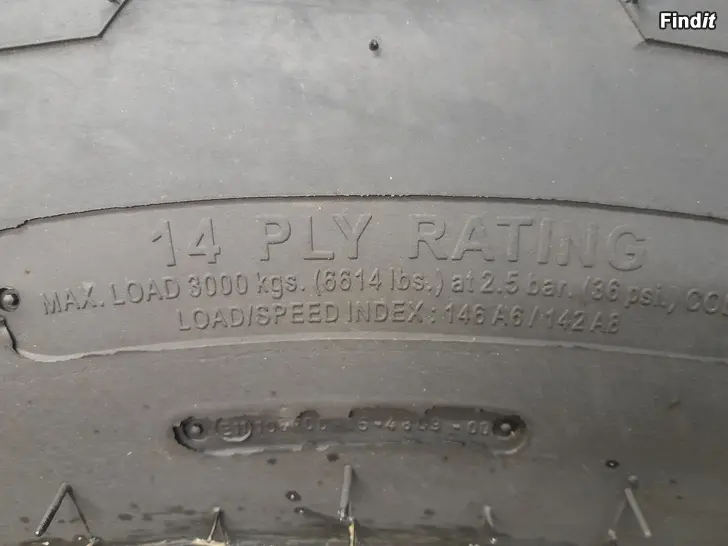 Findit
14 PLY RATING
MAX. LOAD 3000 kgs. (6614 lbs.) at 2.5 bar. (36 psi.)
LOAD/SPEED INDEX : 146 A6 / 142 A8